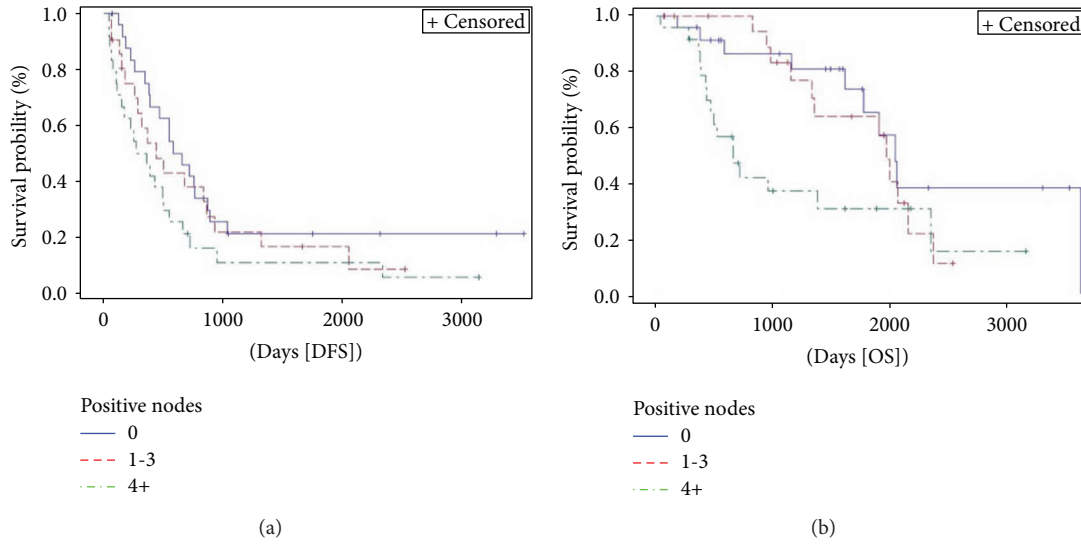 1.0
0.8
0.6
0.4
0.2
0.0
Survival probility (%)
+ Censored
0
1000
2000
3000
(Days [DFS])
Positive nodes
0
1-3
4+
(a)
1.0
0.8
0.6
0.4
0.2
0.0
Survival probility (%)
+ Censored
0
1000
2000
3000
(Days [OS])
Positive nodes
0
1-3
4+
(b)